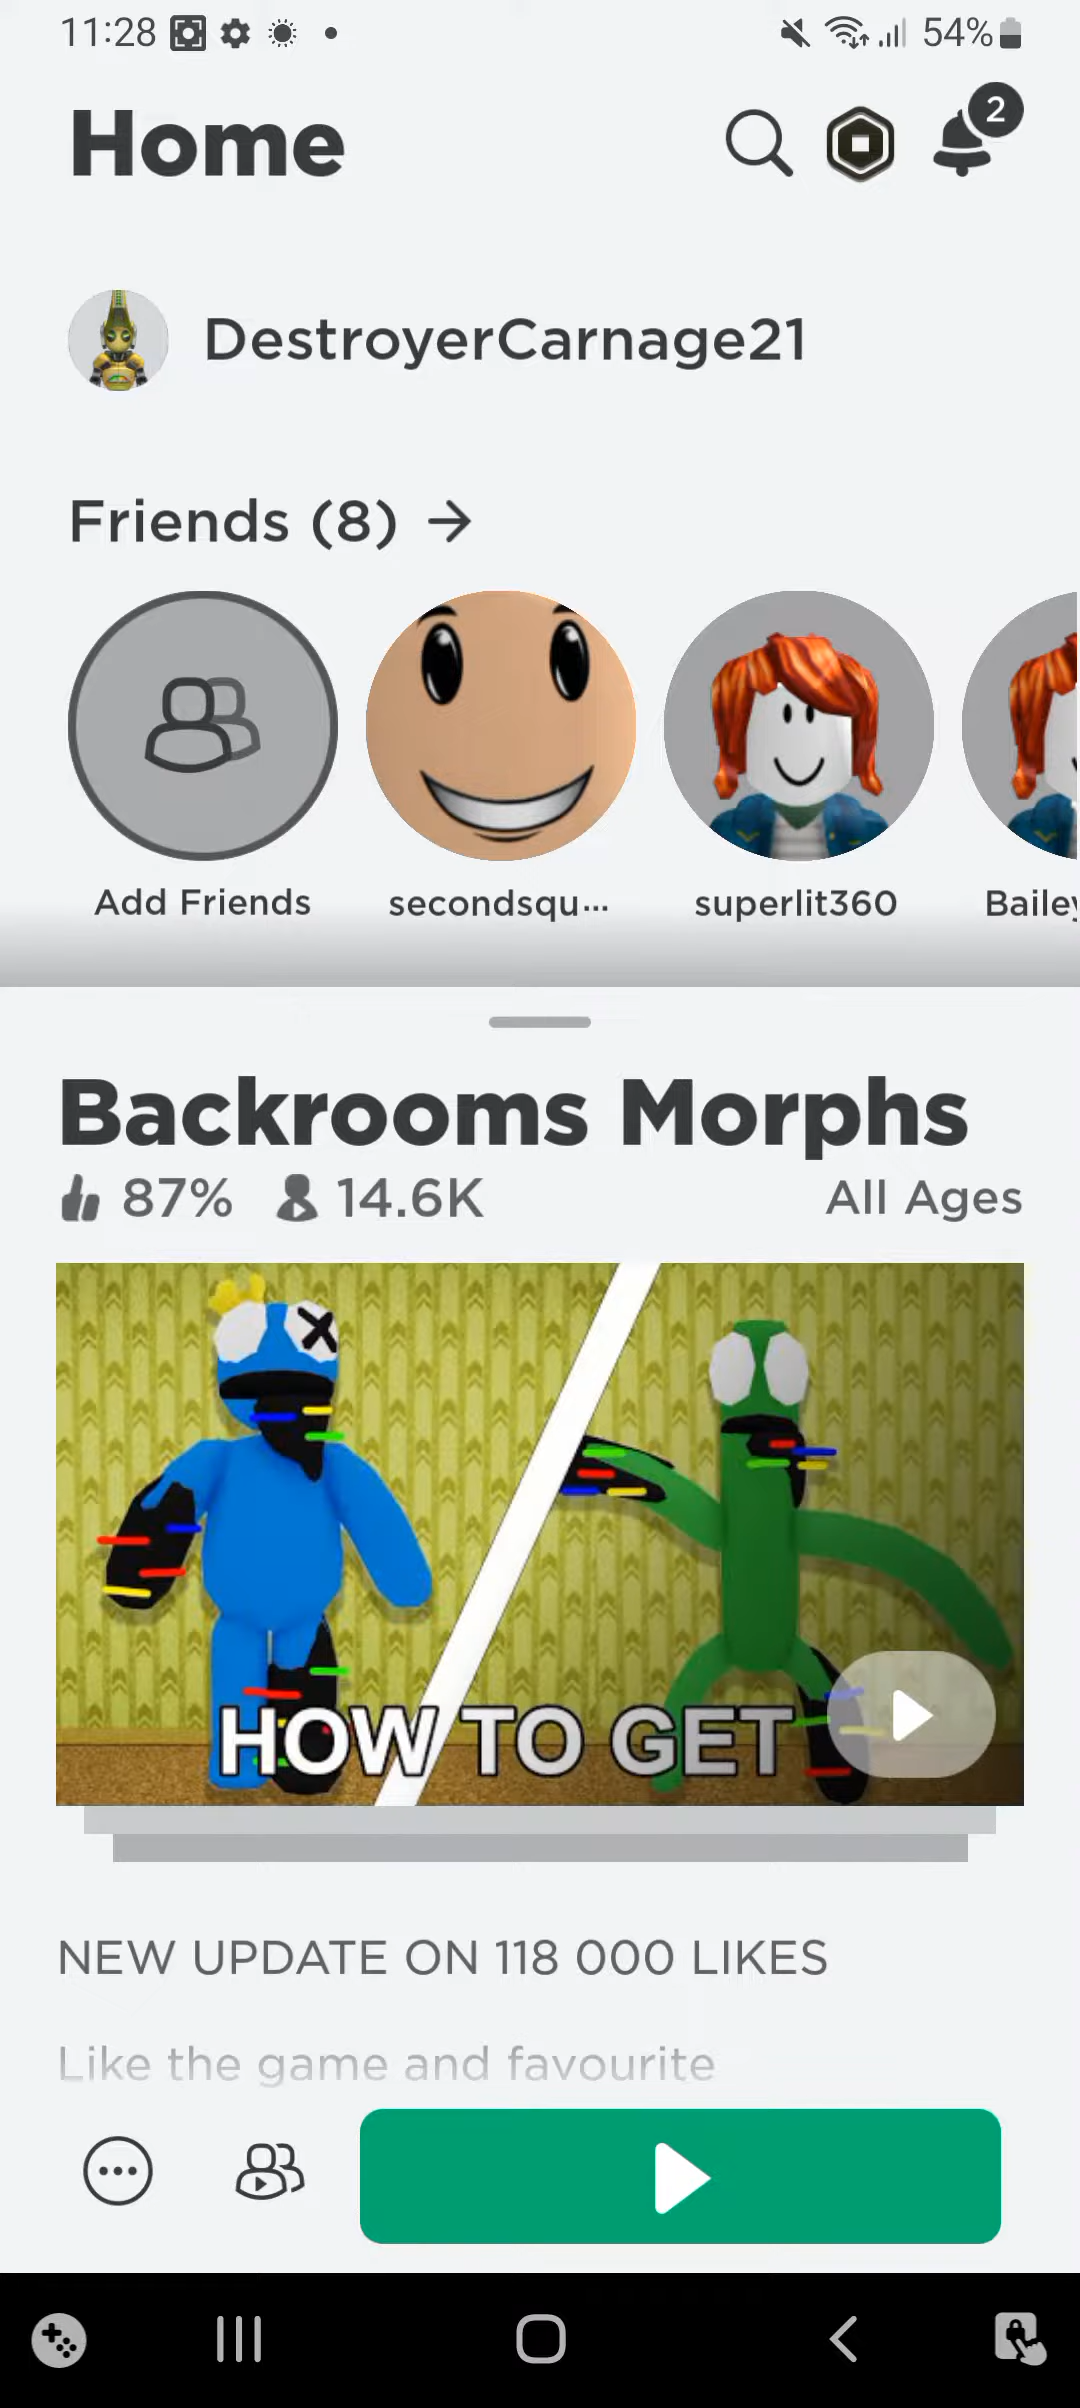 11:28
54%
Home
2
DestroyerCarnage21
Friends (8)
Add Friends
secondsqu...
superlit360
Bailey
Backrooms Morphs
87%
14.6K
All Ages
HOW TO GET
NEW UPDATE ON 118 000 LIKES
Like the game and favourite